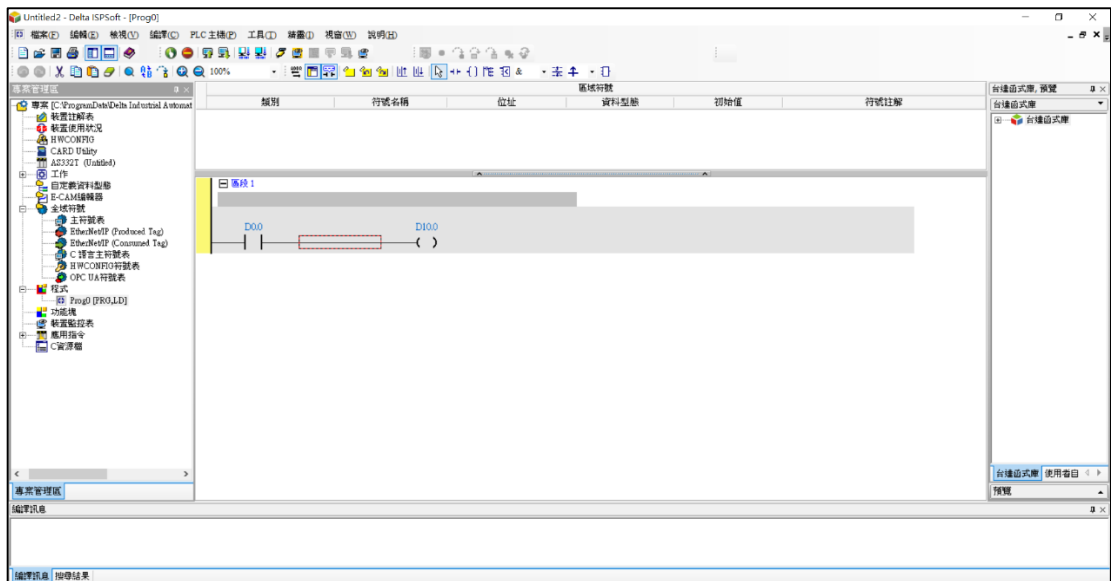 Untitled2 - Delta ISPSoft - [Prog0]
檔案(F) 編輯(E) 檢視(V) 編譯(C) PLC主機(P) 工具(T) 精靈(I) 視窗(W) 說明(H)
100%
專案管理區
專案 [C:\ProgramData\Delta Industrial Automat
裝置註解表
裝置使用狀況
HWCONFIG
CARD Utility
AS332T (Untitled)
工作
自定義資料型態
E-CAM編輯器
全域符號
主符號表
EtherNet/IP (Produced Tag)
EtherNet/IP (Consumed Tag)
C 語言主符號表
HWCONFIG符號表
OPC UA符號表
程式
Prog0 [PRG,LD]
功能塊
裝置監控表
應用指令
C資源檔
專案管理區
區域符號
類別 符號名稱 位址 資料型態 初始值 符號註解
區段 1
D0.0 D10.0
台達函式庫, 預覽
台達函式庫
台達函式庫
台達函式庫 使用者自
預覽
編譯訊息
編譯訊息 搜尋結果